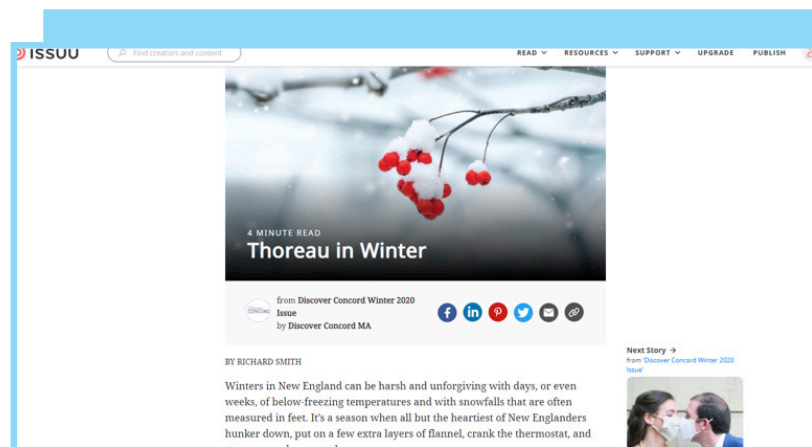 ISSUU
Find creators and content
READ
RESOURCES
SUPPORT
UPGRADE
PUBLISH
4 MINUTE READ
Thoreau in Winter
from Discover Concord Winter 2020
Issue
by Discover Concord MA
BY RICHARD SMITH
Winters in New England can be harsh and unforgiving with days, or even
weeks, of below-freezing temperatures and with snowfalls that are often
measured in feet. It's a season when all but the heartiest of New Englanders
hunker down, put on a few extra layers of flannel, crank the thermostat, and
Next Story →
from 'Discover Concord Winter 2020
Issue'